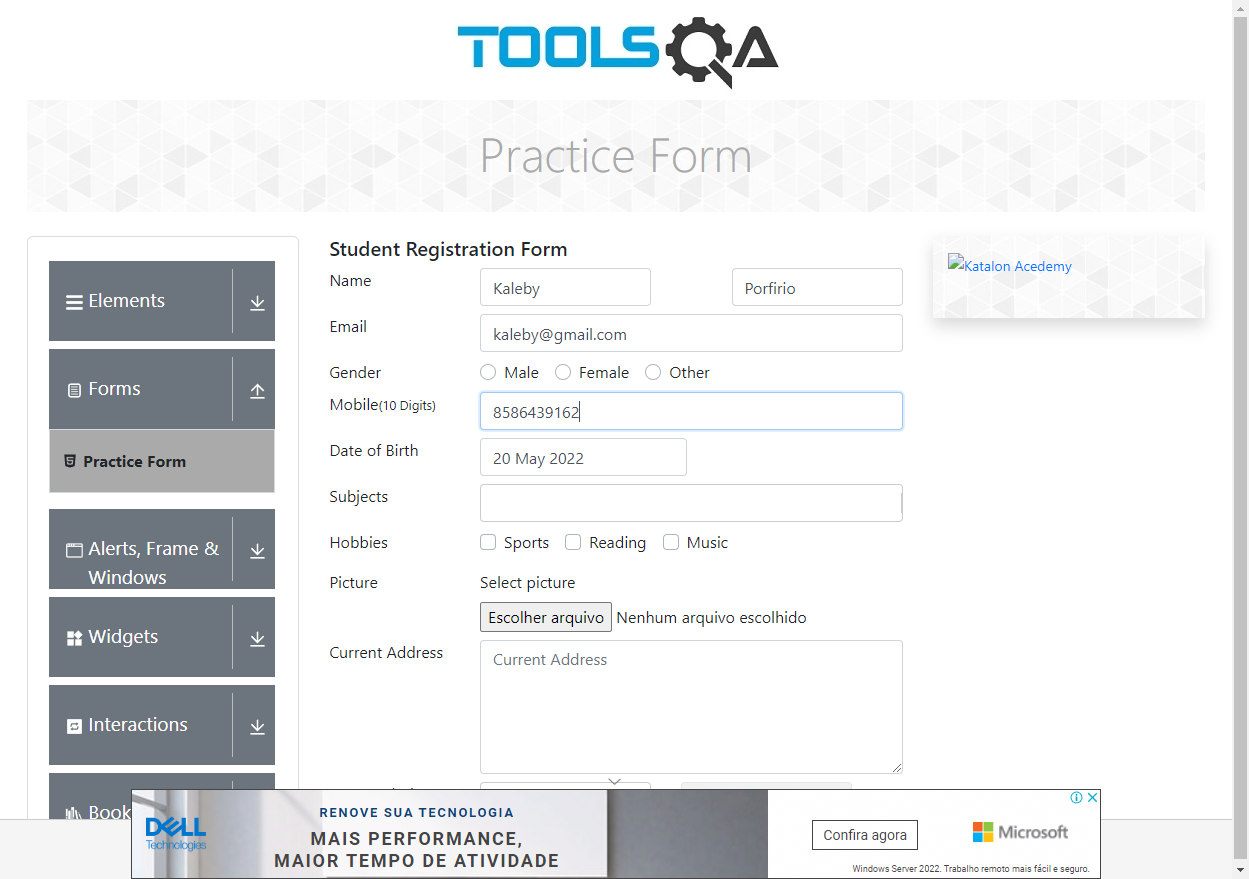 TOOLSQA
Practice Form
Elements
Forms
Practice Form
Alerts, Frame &
Windows
Widgets
Interactions
Book
Student Registration Form
Name
Kaleby
Porfirio
Email
kaleby@gmail.com
Gender
Male
Female
Other
Mobile(10 Digits)
8586439162
Date of Birth
20 May 2022
Subjects
Hobbies
Sports
Reading
Music
Picture
Select picture
Escolher arquivo Nenhum arquivo escolhido
Current Address
Current Address
Katalon Acedemy
DELL
Technologies
RENOVE SUA TECNOLOGIA
MAIS PERFORMANCE,
MAIOR TEMPO DE ATIVIDADE
Confira agora
Microsoft
Windows Server 2022. Trabalho remoto mais fácil e seguro.